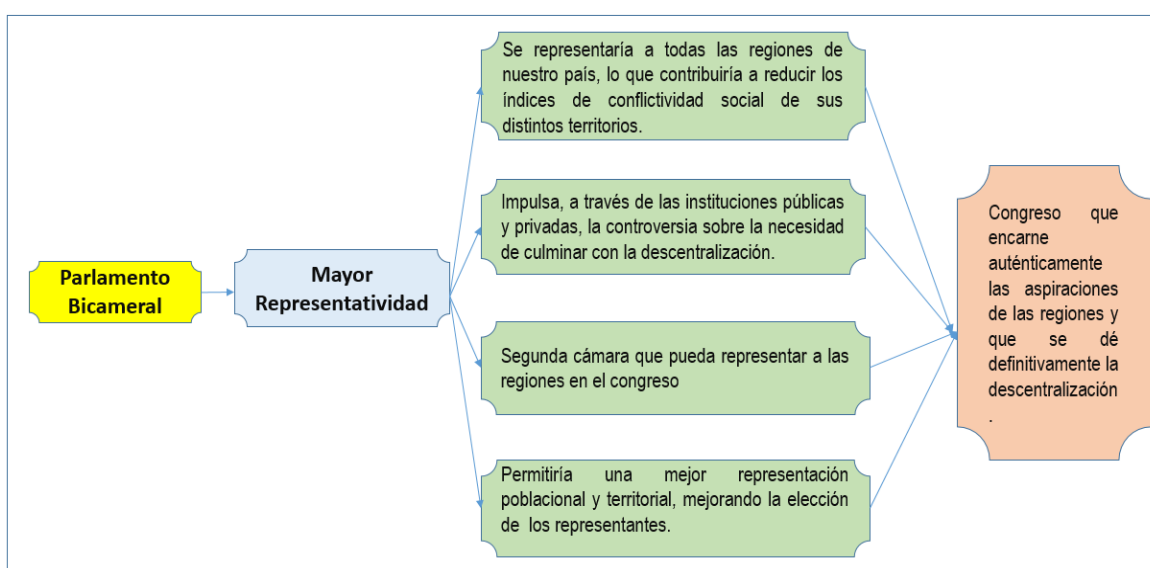 Parlamento
Bicameral
Mayor
Representatividad
Se representaría a todas las regiones de
nuestro país, lo que contribuiría a reducir los
índices de conflictividad social de sus
distintos territorios.
Impulsa, a través de las instituciones públicas
y privadas, la controversia sobre la necesidad
de culminar con la descentralización.
Segunda cámara que pueda representar a las
regiones en el congreso
Permitiría una mejor representación
poblacional y territorial, mejorando la elección
de los representantes.
Congreso que
encarne
auténticamente
las aspiraciones
de las regiones y
que se dé
definitivamente la
descentralización
.